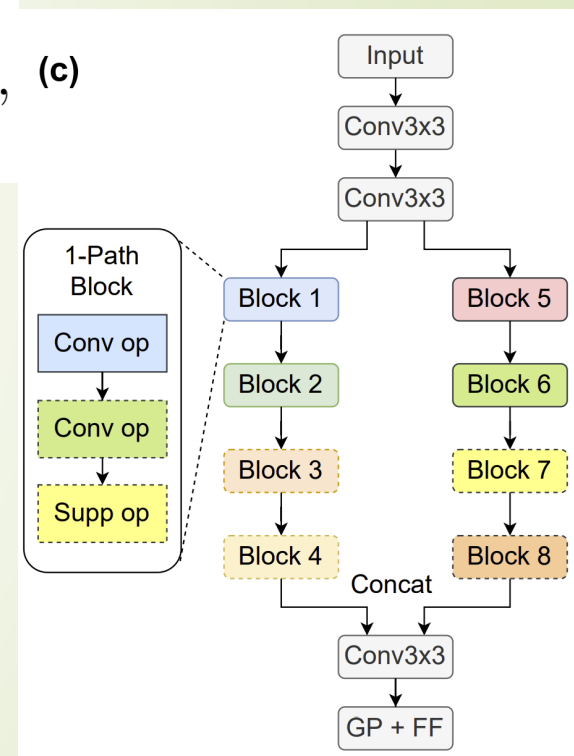 ,
(c)
Input
Conv3x3
Conv3x3
1-Path
Block
Conv op
Conv op
Supp op
Block 1
Block 2
Block 3
Block 4
Block 5
Block 6
Block 7
Block 8
Concat
Conv3x3
GP + FF